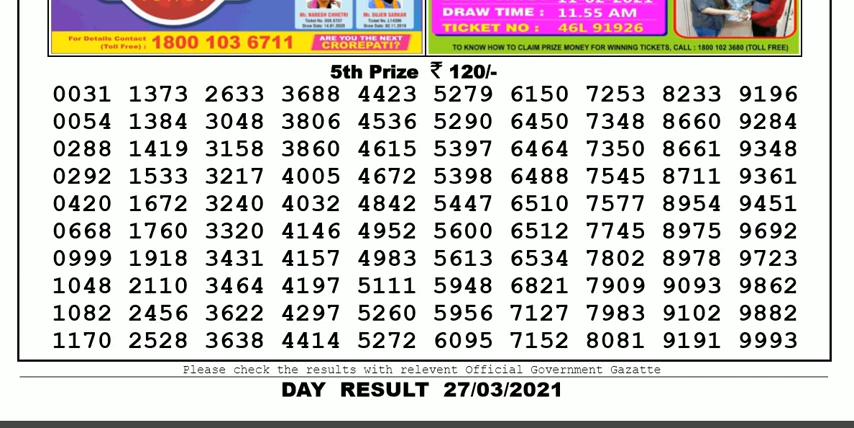 Mr. NARESH CHHETRI Mr. SUJEN SARKAR
DRAW TIME : 11.55 AM
TICKET NO : 46L 91926
For Details Contact
(Toll Free) : 1800 103 6711
ARE YOU THE NEXT
CROREPATI?
TO KNOW HOW TO CLAIM PRIZE MONEY FOR WINNING TICKETS, CALL : 1800 102 3680 (TOLL FREE)
5th Prize ₹ 120/-
0031 1373 2633 3688 4423 5279 6150 7253 8233 9196
0054 1384 3048 3806 4536 5290 6450 7348 8660 9284
0288 1419 3158 3860 4615 5397 6464 7350 8661 9348
0292 1533 3217 4005 4672 5398 6488 7545 8711 9361
0420 1672 3240 4032 4842 5447 6510 7577 8954 9451
0668 1760 3320 4146 4952 5600 6512 7745 8975 9692
0999 1918 3431 4157 4983 5613 6534 7802 8978 9723
1048 2110 3464 4197 5111 5948 6821 7909 9093 9862
1082 2456 3622 4297 5260 5956 7127 7983 9102 9882
1170 2528 3638 4414 5272 6095 7152 8081 9191 9993
Please check the results with relevent Official Government Gazatte
DAY RESULT 27/03/2021